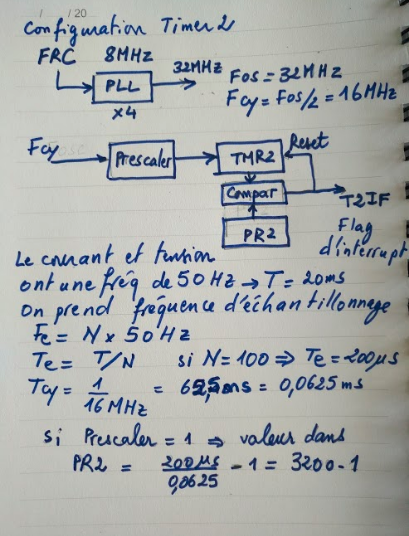 / /20
Configuration Timer 2
FRC 8MHz
PLL 32MHz
x4
Fos = 32MHz
Fcy = Fos/2 = 16MHz
Fcy Prescaler TMR2 Reset
Compar T2IF
PR2 Flag d'interrupt
Le courant et tension
ont une fréq de 50Hz → T = 20ms
On prend fréquence d'échantillonnage
Fe = N x 50Hz
Te = T/N si N = 100 ⇒ Te = 200µs
Tcy = 1/16MHz = 62,5ns = 0,0625ms
si Prescaler = 1 ⇒ valeur dans
PR2 = 200µs/0,0625 - 1 = 3200-1